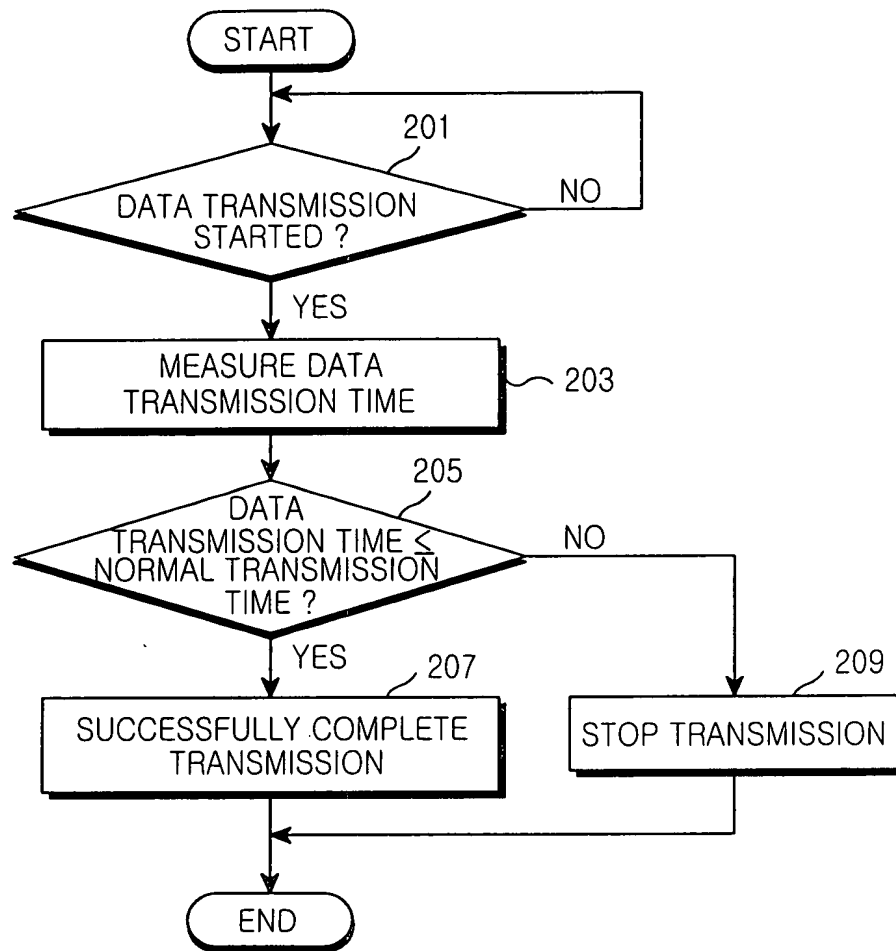 START
201
DATA TRANSMISSION
STARTED ?
NO
YES
MEASURE DATA
TRANSMISSION TIME
203
205
DATA
TRANSMISSION TIME ≤
NORMAL TRANSMISSION
TIME ?
NO
YES
207
SUCCESSFULLY COMPLETE
TRANSMISSION
209
STOP TRANSMISSION
END